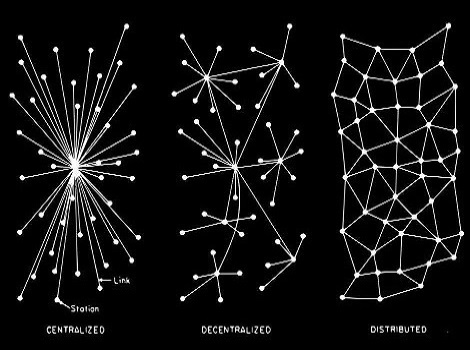 Link
Station
CENTRALIZED
DECENTRALIZED
DISTRIBUTED